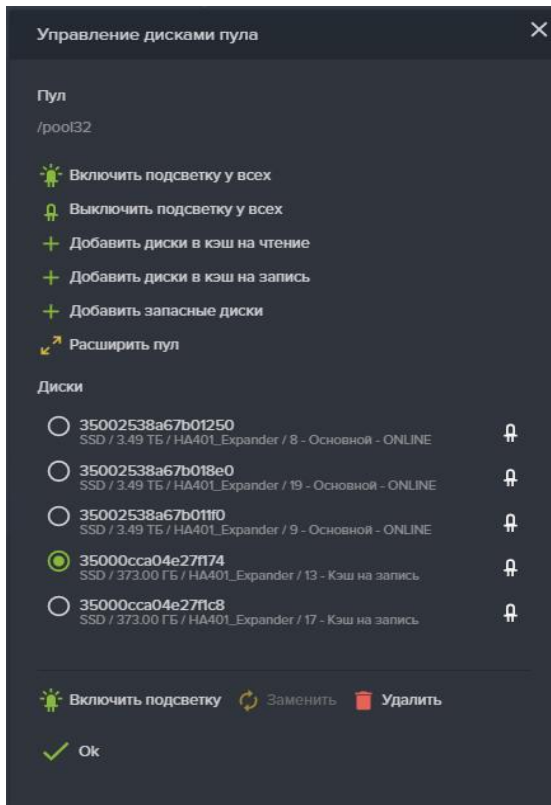 Управление дисками пула
Пул
/pool32
Включить подсветку у всех
Выключить подсветку у всех
Добавить диски в кэш на чтение
Добавить диски в кэш на запись
Добавить запасные диски
Расширить пул
Диски
35002538a67b01250
SSD / 3.49 ТБ / HA401_Expander / 8 - Основной - ONLINE
35002538a67b018e0
SSD / 3.49 ТБ / HA401_Expander / 19 - Основной - ONLINE
35002538a67b011f0
SSD / 3.49 ТБ / HA401_Expander / 9 - Основной - ONLINE
35000cca04e27f174
SSD / 373.00 ГБ / HA401_Expander / 13 - Кэш на запись
35000cca04e27f1c8
SSD / 373.00 ГБ / HA401_Expander / 17 - Кэш на запись
Включить подсветку Заменить Удалить
Ok